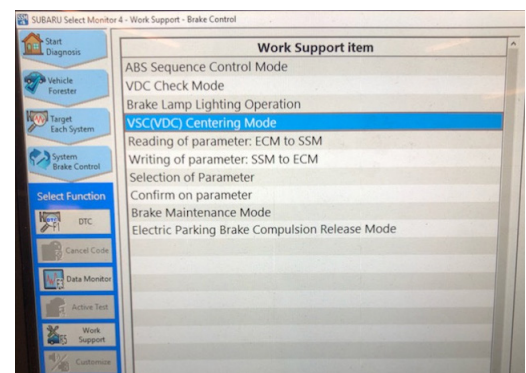 SUBARU Select Monitor 4 - Work Support - Brake Control
Start
Diagnosis
Vehicle
Forester
Target
Each System
System
Brake Control
Select Function
DTC
Cancel Code
Data Monitor
Active Test
Work
Support
Customize
Work Support item
ABS Sequence Control Mode
VDC Check Mode
Brake Lamp Lighting Operation
VSC(VDC) Centering Mode
Reading of parameter: ECM to SSM
Writing of parameter: SSM to ECM
Selection of Parameter
Confirm on parameter
Brake Maintenance Mode
Electric Parking Brake Compulsion Release Mode